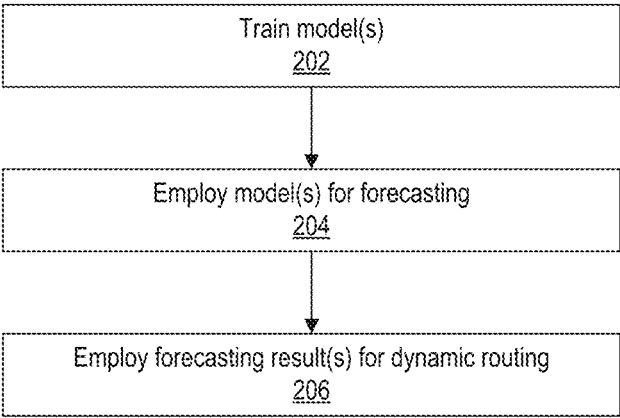 Train model(s)
202
Employ model(s) for forecasting
204
Employ forecasting result(s) for dynamic routing
206